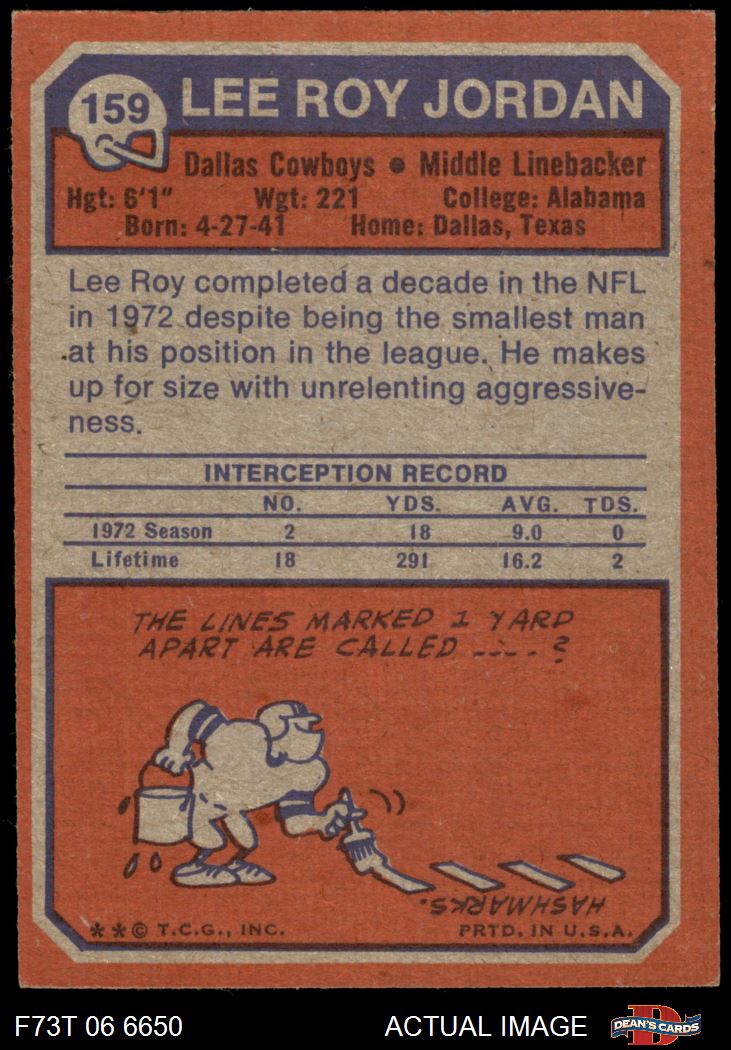 159 LEE ROY JORDAN
Dallas Cowboys • Middle Linebacker
Hgt: 6'1" Wgt: 221 College: Alabama
Born: 4-27-41 Home: Dallas, Texas
Lee Roy completed a decade in the NFL
in 1972 despite being the smallest man
at his position in the league. He makes
up for size with unrelenting aggressive-
ness.
INTERCEPTION RECORD
NO. YDS. AVG. TDS.
1972 Season 2 18 9.0 0
Lifetime 18 291 16.2 2
THE LINES MARKED 1 YARD
APART ARE CALLED ....?
HASHMARKS.
**© T.C.G., INC. PRTD. IN U.S.A.
F73T 06 6650 ACTUAL IMAGE D DEAN'S CARDS